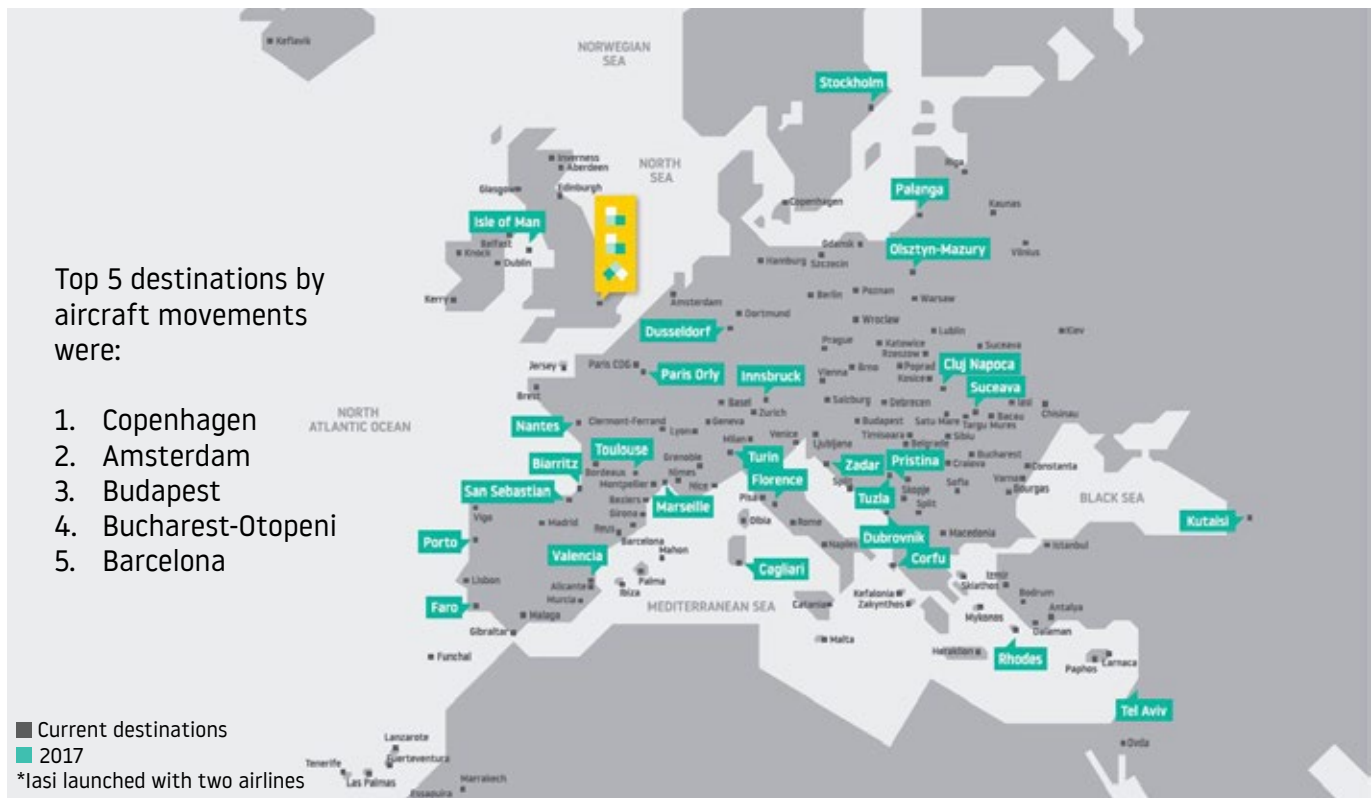 Keflavik
NORWEGIAN
SEA
Stockholm
Inverness
Aberdeen
NORTH
SEA
Riga
Glasgow
Edinburgh
Palanga
Copenhagen
Kaunas
Isle of Man
Belfast
Gdansk
Olsztyn-Mazury
Vilnius
Knock
Dublin
Hamburg
Szczecin
Top 5 destinations by
aircraft movements
were:
1. Copenhagen
2. Amsterdam
3. Budapest
4. Bucharest-Otopeni
5. Barcelona
Kerry
Amsterdam
Berlin
Poznan
Warsaw
Dortmund
Wroclaw
Dusseldorf
Lublin
Kiev
Prague
Katowice
Suceava
Rzeszow
Jersey
Paris CDG
Paris Orly
Innsbruck
Vienna
Brno
Poprad
Kosice
Cluj Napoca
Suceava
Brest
Basel
Zurich
Salzburg
Debrecen
Iasi
Chisinau
NORTH
ATLANTIC OCEAN
Nantes
Clermont-Ferrand
Lyon
Geneva
Budapest
Satu Mare
Bacau
Targu Mures
Milan
Venice
Ljubljana
Timisoara
Sibiu
Belgrade
Toulouse
Grenoble
Turin
Zadar
Pristina
Bucharest
Craiova
Constanta
Biarritz
Bordeaux
Nimes
Montpellier
Nice
Florence
Split
Skopje
Sofia
Varna
Bourgas
San Sebastian
Beziers
Marseille
Pisa
Tuzla
Split
BLACK SEA
Vigo
Madrid
Girona
Reus
Olbia
Rome
Dubrovnik
Macedonia
Kutaisi
Porto
Barcelona
Mahon
Naples
Corfu
Istanbul
Valencia
Cagliari
Lisbon
Alicante
Palma
Ibiza
Izmir
Skiathos
Murcia
MEDITERRANEAN SEA
Catania
Kefalonia
Zakynthos
Bodrum
Antalya
Faro
Malaga
Mykonos
Dalaman
Gibraltar
Malta
Heraklion
Rhodes
Funchal
Paphos
Larnaca
Tel Aviv
Current destinations
Ovda
2017
Lanzarote
Fuerteventura
Tenerife
Las Palmas
*Iasi launched with two airlines
Marrakech
Essaouira